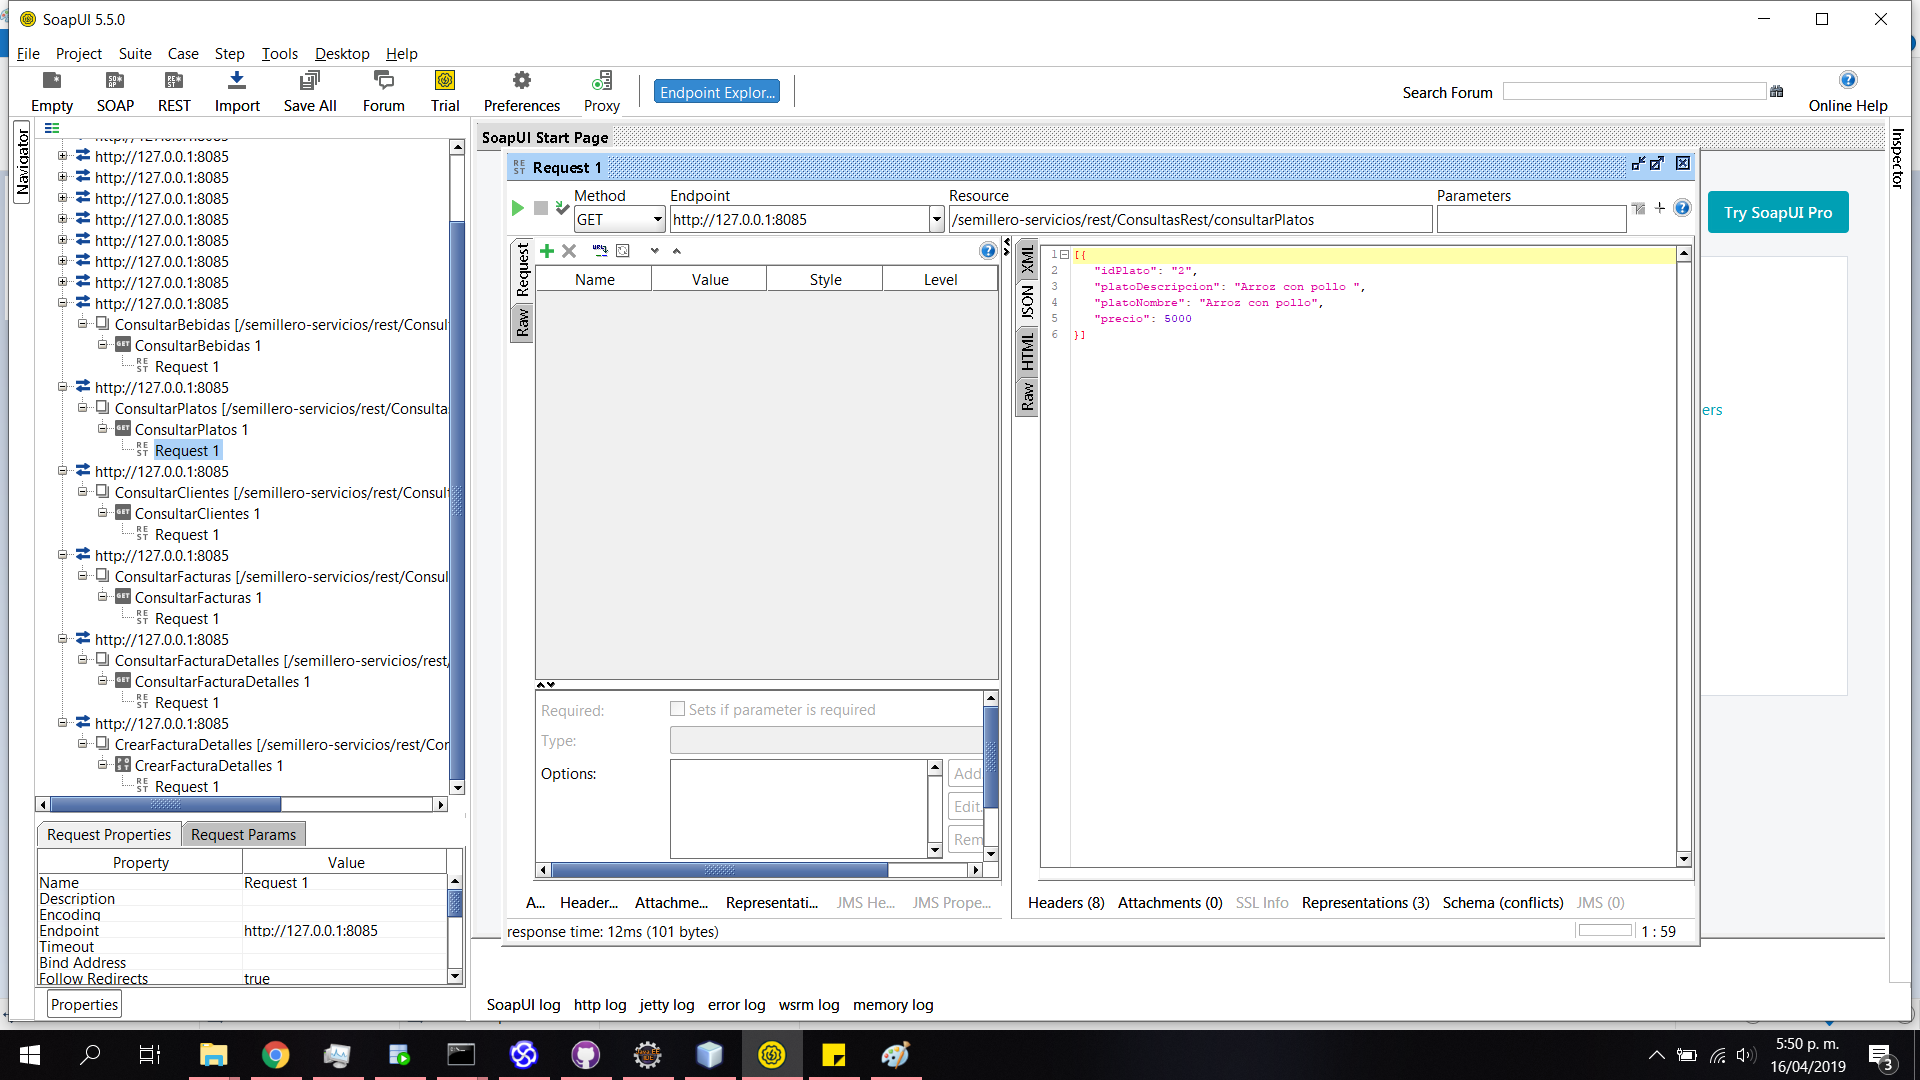 SoapUI 5.5.0
File Project Suite Case Step Tools Desktop Help
Empty SOAP REST Import Save All Forum Trial Preferences Proxy
Endpoint Explor...
Search Forum
Online Help
Navigator
http://127.0.0.1:8085
http://127.0.0.1:8085
http://127.0.0.1:8085
http://127.0.0.1:8085
http://127.0.0.1:8085
http://127.0.0.1:8085
http://127.0.0.1:8085
http://127.0.0.1:8085
ConsultarBebidas [/semillero-servicios/rest/Consul
ConsultarBebidas 1
Request 1
http://127.0.0.1:8085
ConsultarPlatos [/semillero-servicios/rest/Consulta
ConsultarPlatos 1
Request 1
http://127.0.0.1:8085
ConsultarClientes [/semillero-servicios/rest/Consul
ConsultarClientes 1
Request 1
http://127.0.0.1:8085
ConsultarFacturas [/semillero-servicios/rest/Consul
ConsultarFacturas 1
Request 1
http://127.0.0.1:8085
ConsultarFacturaDetalles [/semillero-servicios/rest/
ConsultarFacturaDetalles 1
Request 1
http://127.0.0.1:8085
CrearFacturaDetalles [/semillero-servicios/rest/Cor
CrearFacturaDetalles 1
Request 1
Request Properties Request Params
Property Value
Name Request 1
Description
Encoding
Endpoint http://127.0.0.1:8085
Timeout
Bind Address
Follow Redirects true
Properties
SoapUI Start Page
Request 1
Method Endpoint Resource Parameters
GET http://127.0.0.1:8085 /semillero-servicios/rest/ConsultasRest/consultarPlatos
Request
Raw
Name Value Style Level
Required: Sets if parameter is required
Type:
Options:
Add
Edit.
Rem
A... Header... Attachme... Representati... JMS He... JMS Prope...
response time: 12ms (101 bytes)
XML
JSON
HTML
Raw
1 [{
2 "idPlato": "2",
3 "platoDescripcion": "Arroz con pollo ",
4 "platoNombre": "Arroz con pollo",
5 "precio": 5000
6 }]
Headers (8) Attachments (0) SSL Info Representations (3) Schema (conflicts) JMS (0)
1 : 59
Try SoapUI Pro
ers
Inspector
SoapUI log http log jetty log error log wsrm log memory log
5:50 p. m.
16/04/2019
3